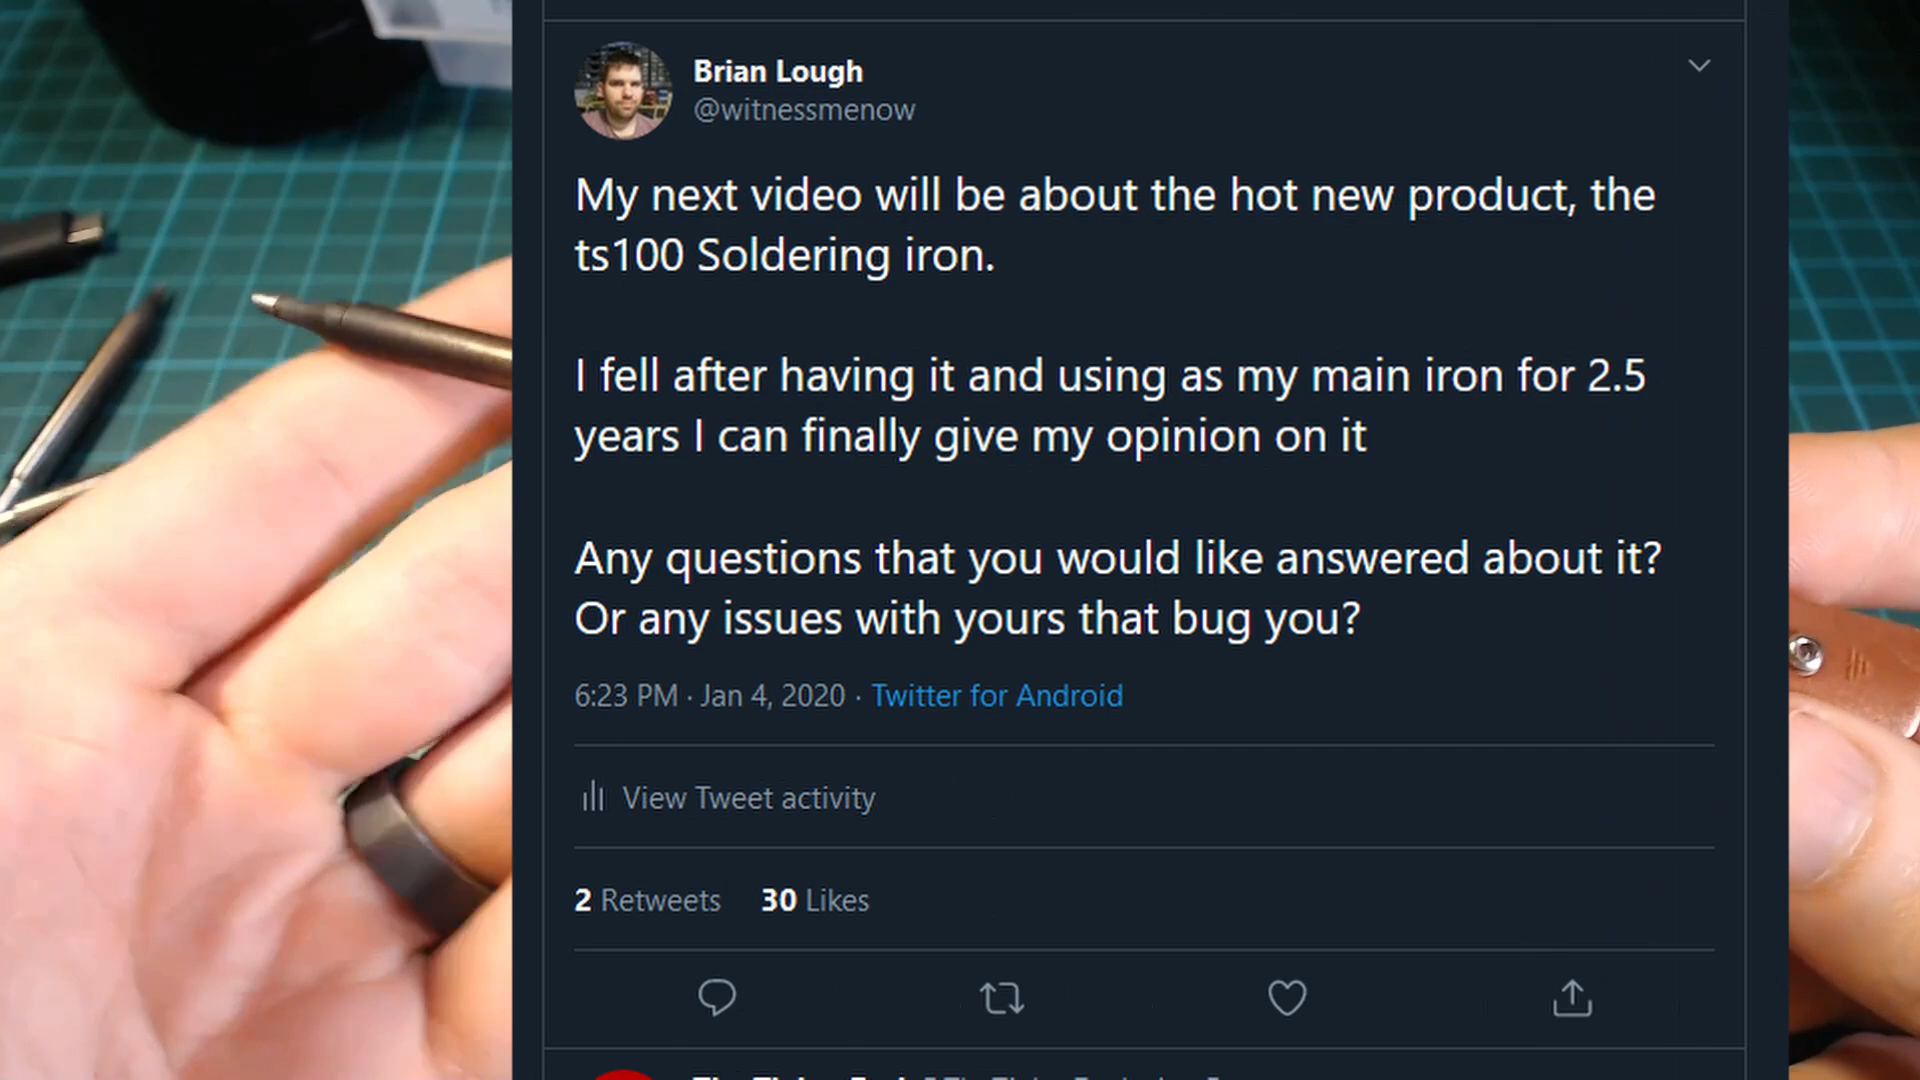 Brian Lough
@witnessmenow
My next video will be about the hot new product, the
ts100 Soldering iron.
I fell after having it and using as my main iron for 2.5
years I can finally give my opinion on it
Any questions that you would like answered about it?
Or any issues with yours that bug you?
6:23 PM · Jan 4, 2020 · Twitter for Android
View Tweet activity
2 Retweets 30 Likes